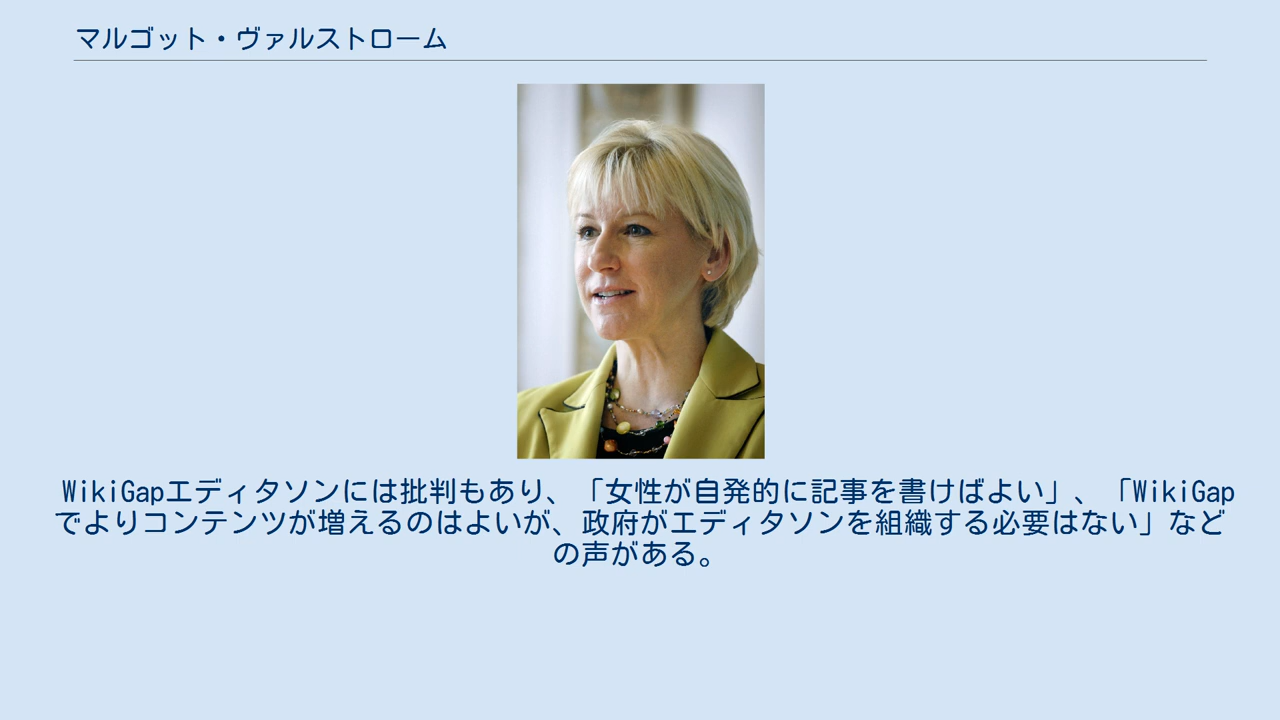 マルゴット・ヴァルストローム
WikiGapエディタソンには批判もあり、「女性が自発的に記事を書けばよい」、「WikiGap
でよりコンテンツが増えるのはよいが、政府がエディタソンを組織する必要はない」など
の声がある。